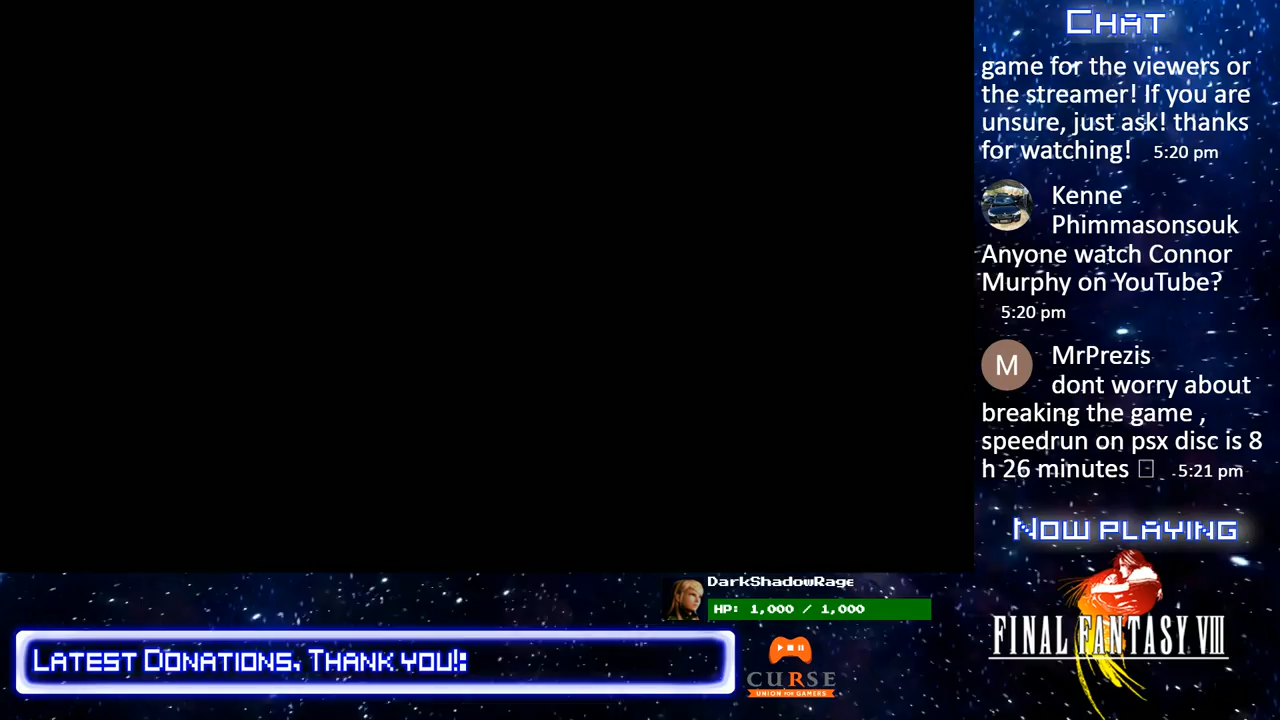 Chat
game for the viewers or
the streamer! If you are
unsure, just ask! thanks
for watching! 5:20 pm
Kenne
Phimmasonsouk
Anyone watch Connor
Murphy on YouTube?
5:20 pm
M
MrPrezis
dont worry about
breaking the game ,
speedrun on psx disc is 8
h 26 minutes 5:21 pm
Now playing
FINAL FANTASY VIII
DarkShadowRage
HP: 1,000 / 1,000
Latest Donations, Thank you!:
CURSE
UNION FOR GAMERS